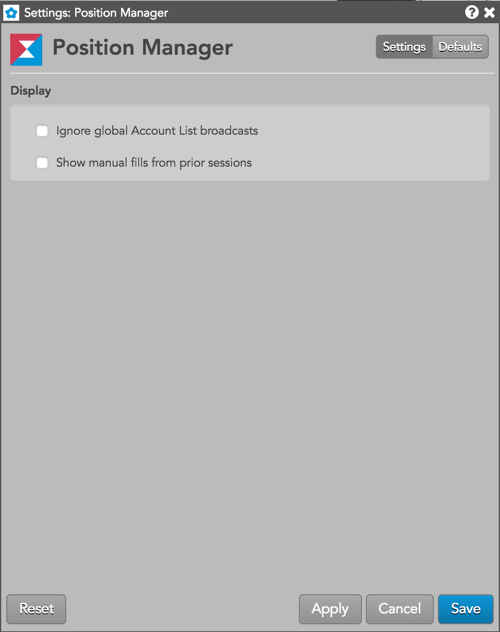 Settings: Position Manager
Position Manager
Settings Defaults
Display
Ignore global Account List broadcasts
Show manual fills from prior sessions
Reset Apply Cancel Save